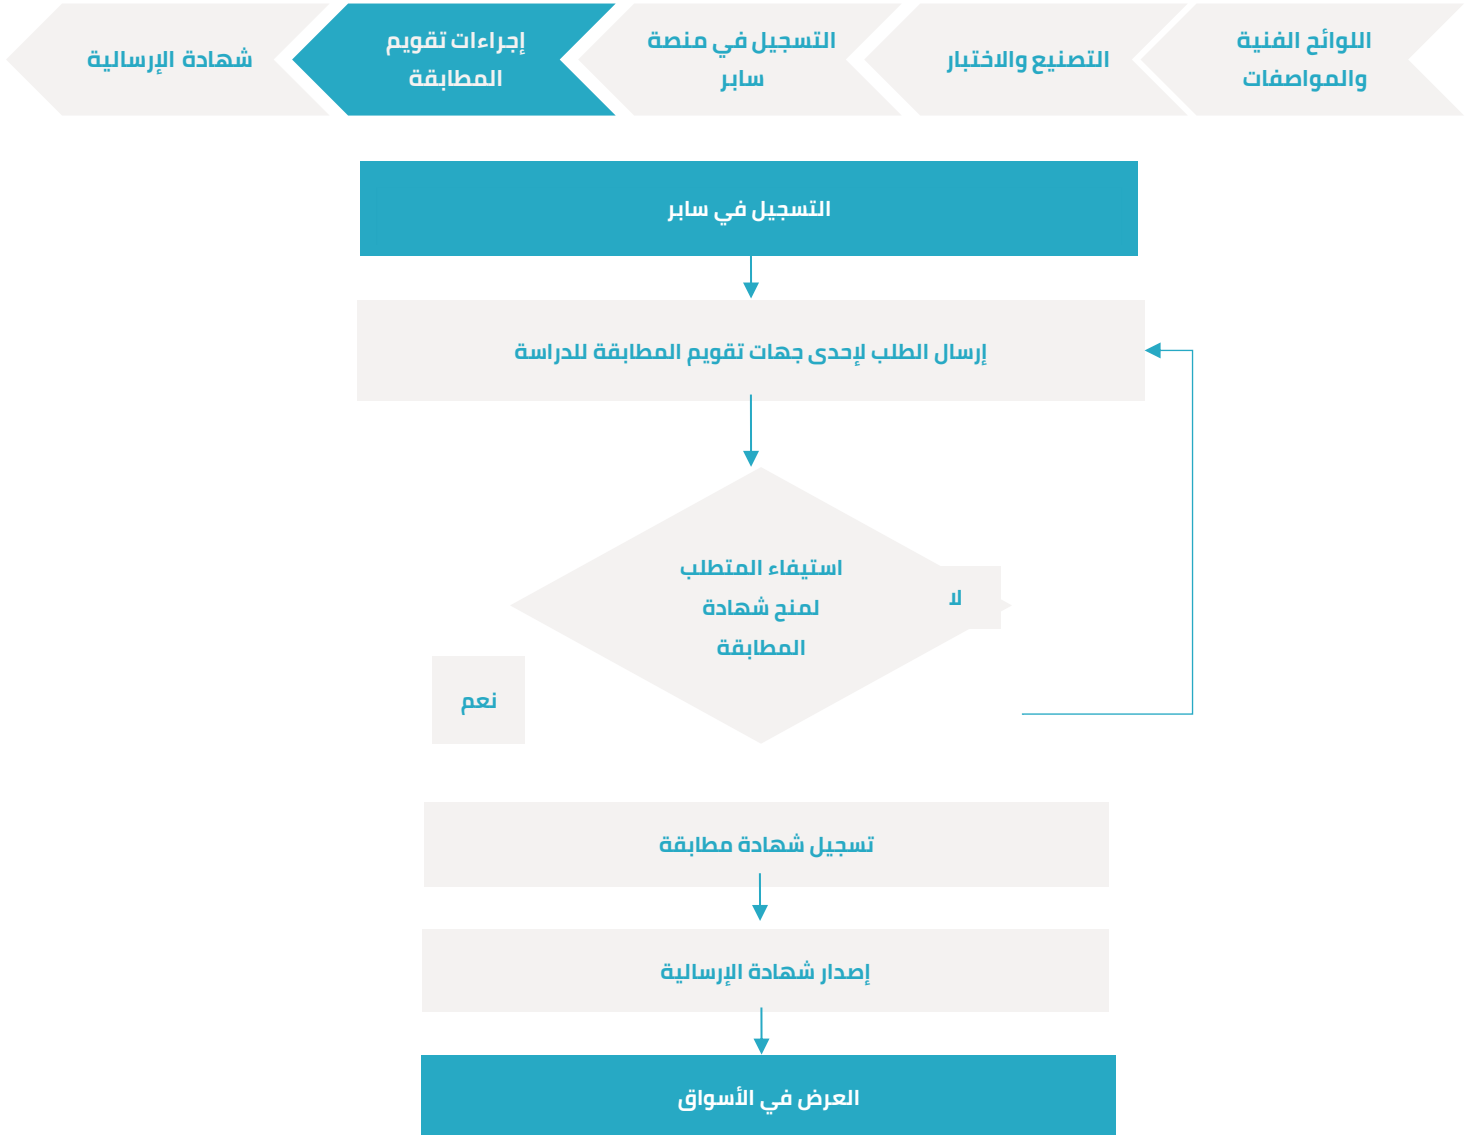 اللوائح الفنية
والمواصفات
التصنيع والاختبار
التسجيل في منصة
سابر
إجراءات تقويم
المطابقة
شهادة الإرسالية
التسجيل في سابر
إرسال الطلب لإحدى جهات تقويم المطابقة للدراسة
استيفاء المتطلب
لمنح شهادة
المطابقة
لا
نعم
تسجيل شهادة مطابقة
إصدار شهادة الإرسالية
العرض في الأسواق